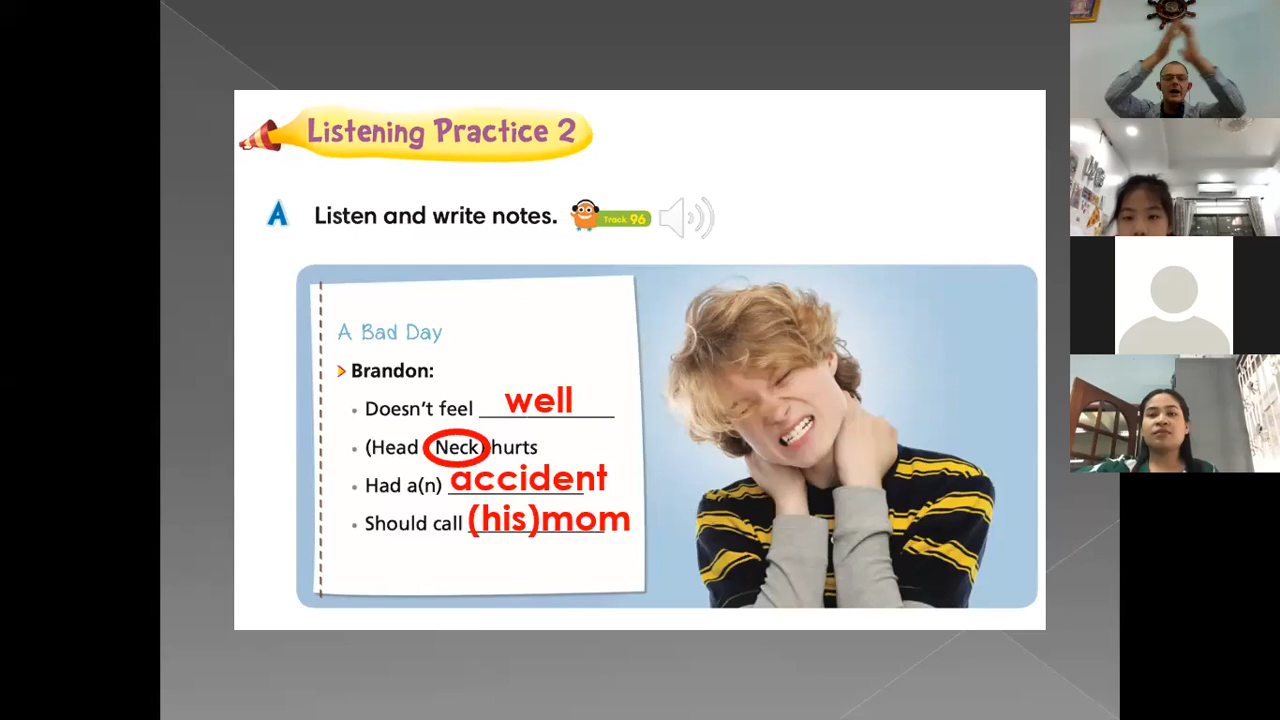 Listening Practice 2
A Listen and write notes. Track 96
A Bad Day
Brandon:
• Doesn't feel well
• (Head Neck) hurts
• Had a(n) accident
• Should call (his)mom